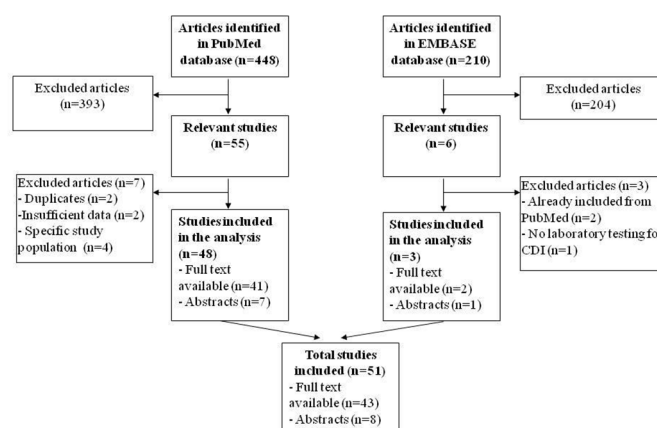 Articles identified
in PubMed
database (n=448)
Articles identified
in EMBASE
database (n=210)
Excluded articles
(n=393)
Excluded articles
(n=204)
Relevant studies
(n=55)
Relevant studies
(n=6)
Excluded articles (n=7)
- Duplicates (n=2)
-Insufficient data (n=2)
- Specific study
population (n=4)
Excluded articles (n=3)
- Already included from
PubMed (n=2)
- No laboratory testing fo
CDI (n=1)
Studies included
in the analysis
(n=48)
- Full text
available (n=41)
- Abstracts (n=7)
Studies included
in the analysis
(n=3)
- Full text
available (n=2)
- Abstracts (n=1)
Total studies
included (n=51)
- Full text
available (n=43)
- Abstracts (n=8)